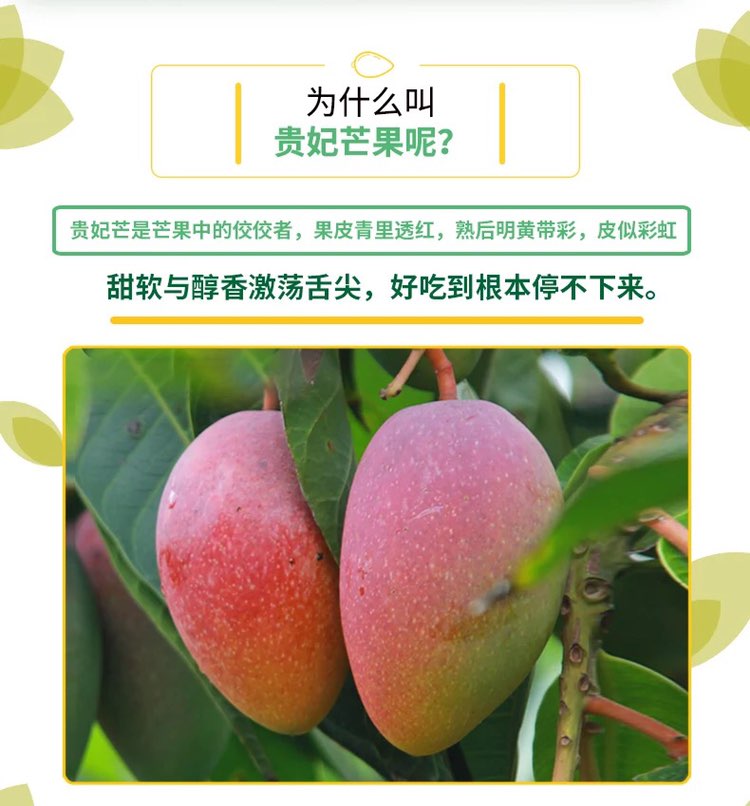 为什么叫
贵妃芒果呢?
贵妃芒是芒果中的佼佼者，果皮青里透红，熟后明黄带彩，皮似彩虹
甜软与醇香激荡舌尖，好吃到根本停不下来。